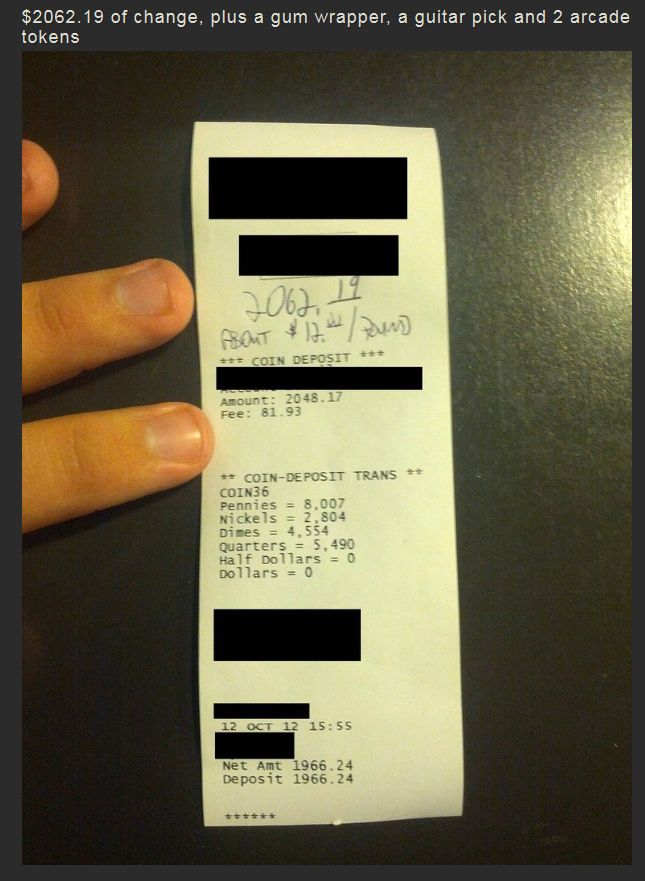 $2062.19 of change, plus a gum wrapper, a guitar pick and 2 arcade
tokens
2062.19
ABOUT $12.00/POUND
*** COIN DEPOSIT ***
Amount: 2048.17
Fee: 81.93
** COIN-DEPOSIT TRANS **
COIN36
Pennies = 8,007
Nickels = 2,804
Dimes = 4,554
Quarters = 5,490
Half Dollars = 0
Dollars = 0
12 OCT 12 15:55
Net Amt 1966.24
Deposit 1966.24
******